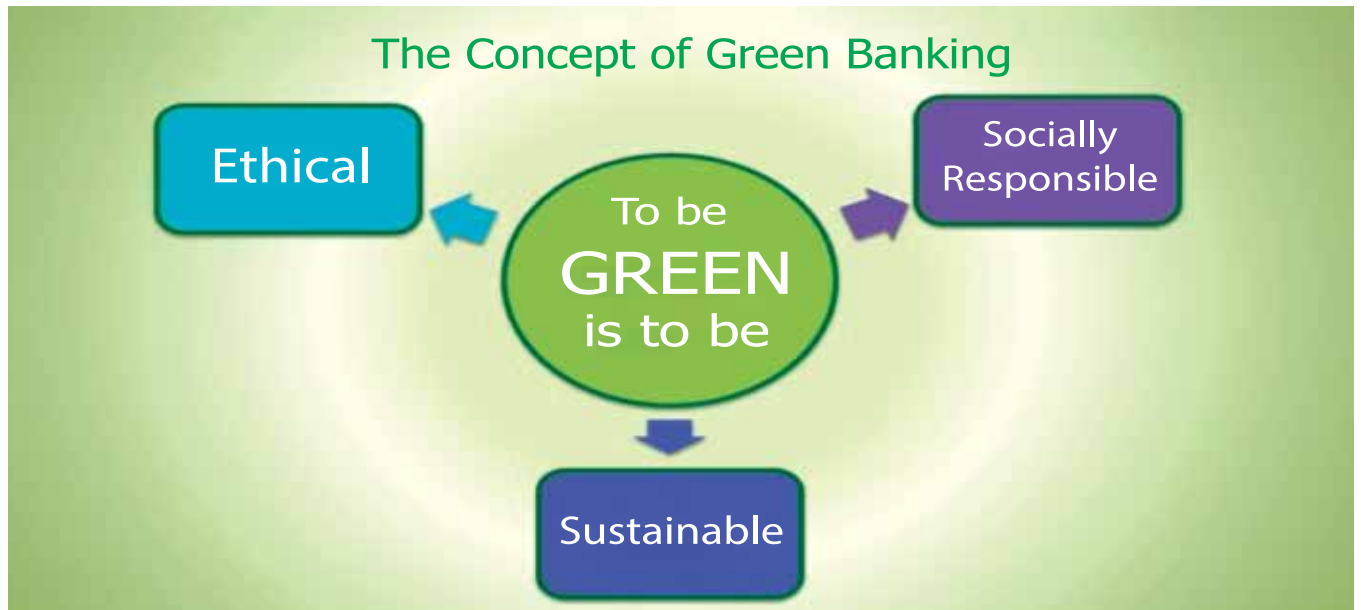 The Concept of Green Banking
Ethical
Socially
Responsible
To be
GREEN
is to be
Sustainable